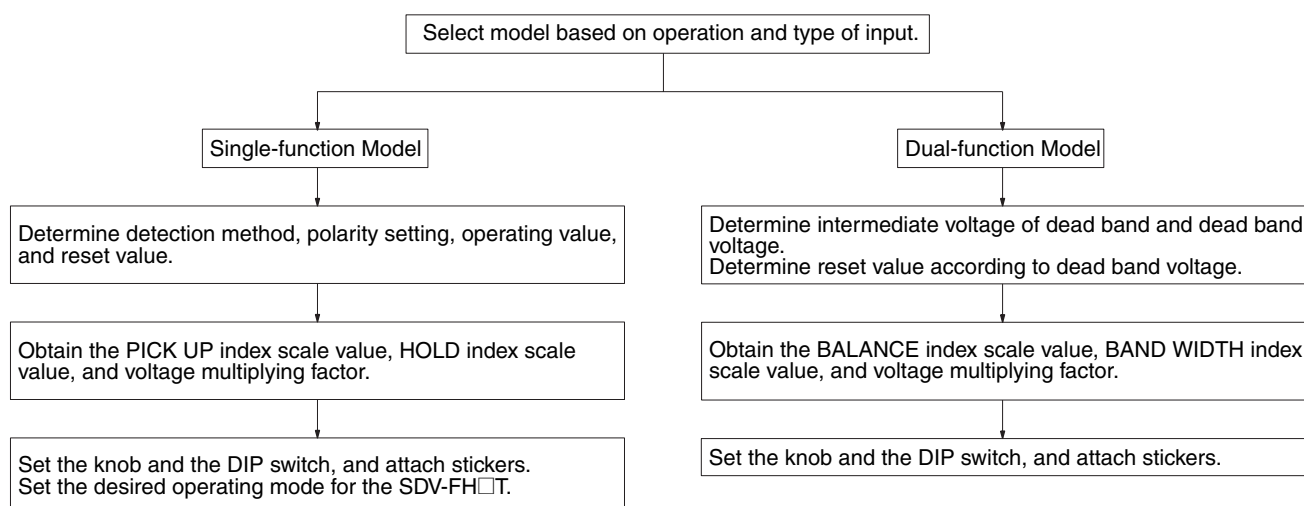 Select model based on operation and type of input.
Single-function Model
Dual-function Model
Determine detection method, polarity setting, operating value,
and reset value.
Determine intermediate voltage of dead band and dead band
voltage.
Determine reset value according to dead band voltage.
Obtain the PICK UP index scale value, HOLD index scale
value, and voltage multiplying factor.
Obtain the BALANCE index scale value, BAND WIDTH index
scale value, and voltage multiplying factor.
Set the knob and the DIP switch, and attach stickers.
Set the desired operating mode for the SDV-FH□T.
Set the knob and the DIP switch, and attach stickers.